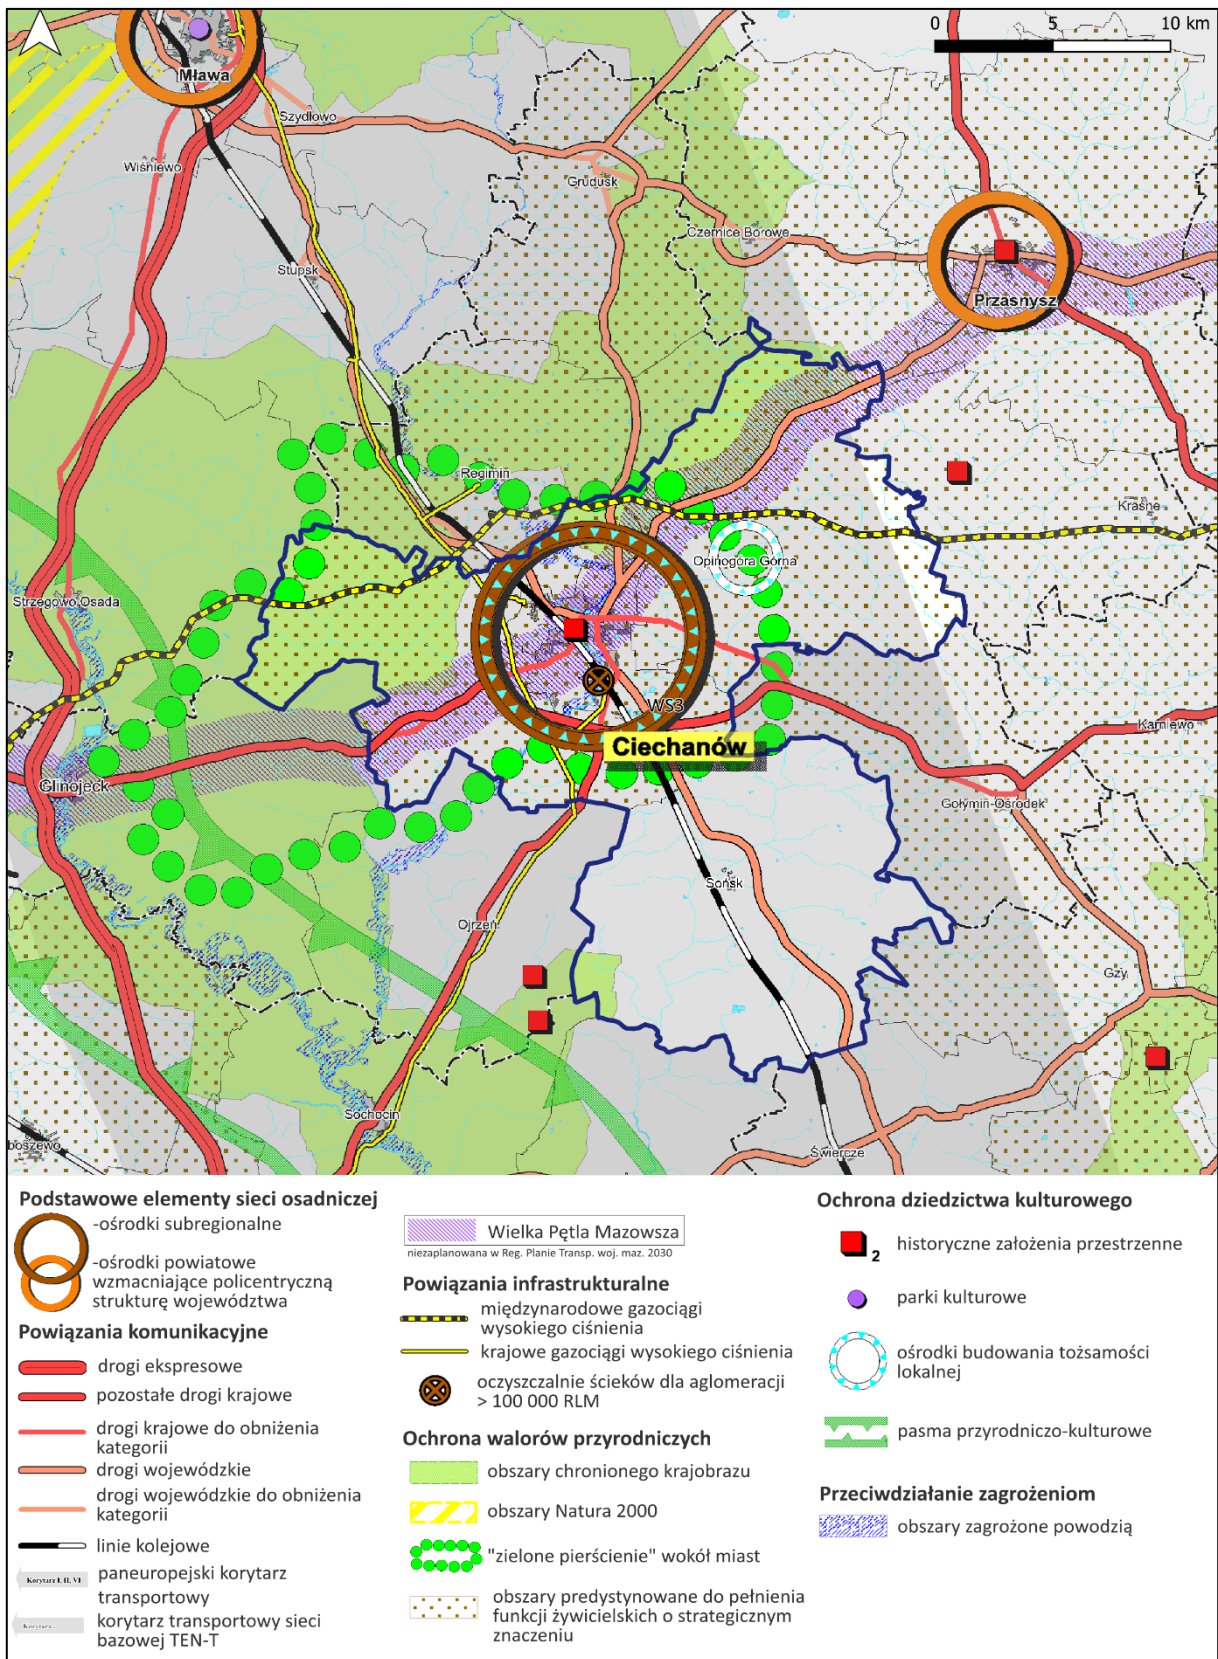 0 5 10 km
Mława
Szydłowo
Wiśniewo
Grudusk
Czernice Borowe
Stupsk
Przasnysz
Regimin
Krasne
Opinogóra Górna
Strzegowo Osada
WS3
Ciechanów
Karniewo
Glinojeck
Gołymin-Ośrodek
Sońsk
Ojrzeń
Gzy
Sochocin
boszewo
Świercze
Podstawowe elementy sieci osadniczej
-ośrodki subregionalne
-ośrodki powiatowe
wzmacniające policentryczną
strukturę województwa
Powiązania komunikacyjne
drogi ekspresowe
pozostałe drogi krajowe
drogi krajowe do obniżenia
kategorii
drogi wojewódzkie
drogi wojewódzkie do obniżenia
kategorii
linie kolejowe
Korytarz I, II, VI
paneuropejski korytarz
transportowy
Korytarz...
korytarz transportowy sieci
bazowej TEN-T
Wielka Pętla Mazowsza
niezaplanowana w Reg. Planie Transp. woj. maz. 2030
Powiązania infrastrukturalne
międzynarodowe gazociągi
wysokiego ciśnienia
krajowe gazociągi wysokiego ciśnienia
oczyszczalnie ścieków dla aglomeracji
> 100 000 RLM
Ochrona walorów przyrodniczych
obszary chronionego krajobrazu
obszary Natura 2000
"zielone pierścienie" wokół miast
obszary predystynowane do pełnienia
funkcji żywicielskich o strategicznym
znaczeniu
Ochrona dziedzictwa kulturowego
2 historyczne założenia przestrzenne
parki kulturowe
ośrodki budowania tożsamości
lokalnej
pasma przyrodniczo-kulturowe
Przeciwdziałanie zagrożeniom
obszary zagrożone powodzią